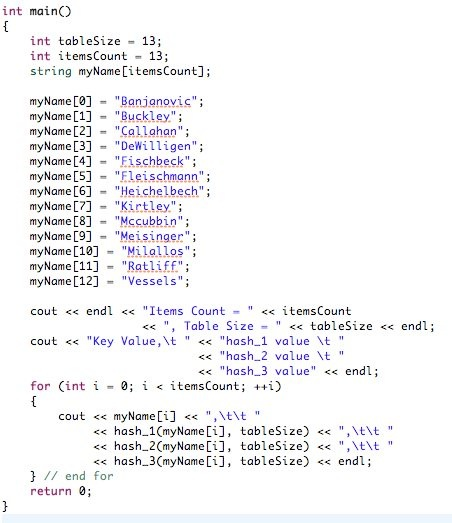 int main()
{
    int tableSize = 13;
    int itemsCount = 13;
    string myName[itemsCount];

    myName[0] = "Banjanovic";
    myName[1] = "Buckley";
    myName[2] = "Callahan";
    myName[3] = "DeWilligen";
    myName[4] = "Fischbeck";
    myName[5] = "Fleischmann";
    myName[6] = "Heichelbech";
    myName[7] = "Kirtley";
    myName[8] = "Mccubbin";
    myName[9] = "Meisinger";
    myName[10] = "Milallos";
    myName[11] = "Ratliff";
    myName[12] = "Vessels";

    cout << endl << "Items Count = " << itemsCount
                 << ", Table Size = " << tableSize << endl;
    cout << "Key Value,\t " << "hash_1 value \t "
                         << "hash_2 value \t "
                         << "hash_3 value" << endl;
    for (int i = 0; i < itemsCount; ++i)
    {
        cout << myName[i] << ",\t\t "
             << hash_1(myName[i], tableSize) << ",\t\t "
             << hash_2(myName[i], tableSize) << ",\t\t "
             << hash_3(myName[i], tableSize) << endl;
    } // end for
    return 0;
}